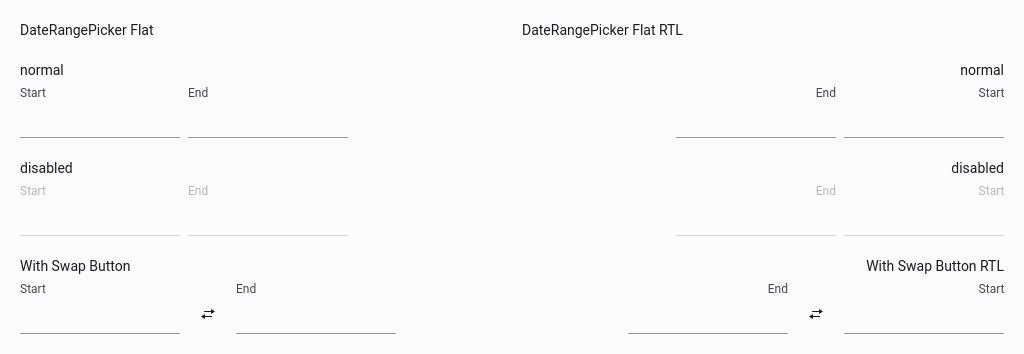 DateRangePicker Flat
normal
Start End
disabled
Start End
With Swap Button
Start End
DateRangePicker Flat RTL
normal
End Start
disabled
End Start
With Swap Button RTL
End Start